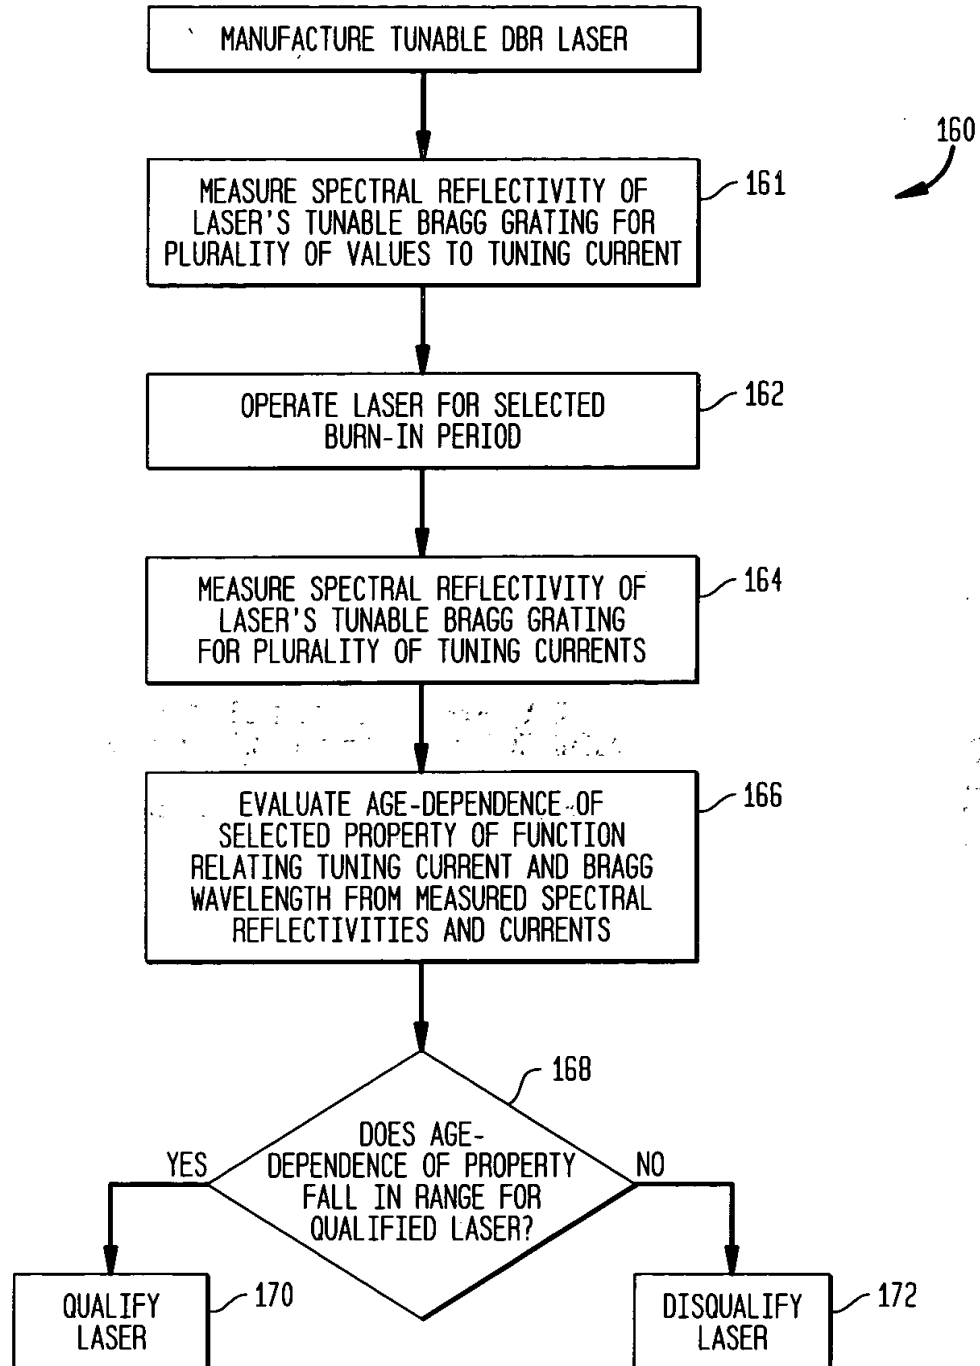 MANUFACTURE TUNABLE DBR LASER
160
MEASURE SPECTRAL REFLECTIVITY OF
LASER'S TUNABLE BRAGG GRATING FOR
PLURALITY OF VALUES TO TUNING CURRENT
161
OPERATE LASER FOR SELECTED
BURN-IN PERIOD
162
MEASURE SPECTRAL REFLECTIVITY OF
LASER'S TUNABLE BRAGG GRATING
FOR PLURALITY OF TUNING CURRENTS
164
EVALUATE AGE-DEPENDENCE OF
SELECTED PROPERTY OF FUNCTION
RELATING TUNING CURRENT AND BRAGG
WAVELENGTH FROM MEASURED SPECTRAL
REFLECTIVITIES AND CURRENTS
166
DOES AGE-
DEPENDENCE OF PROPERTY
FALL IN RANGE FOR
QUALIFIED LASER?
168
YES
NO
QUALIFY
LASER
170
DISQUALIFY
LASER
172